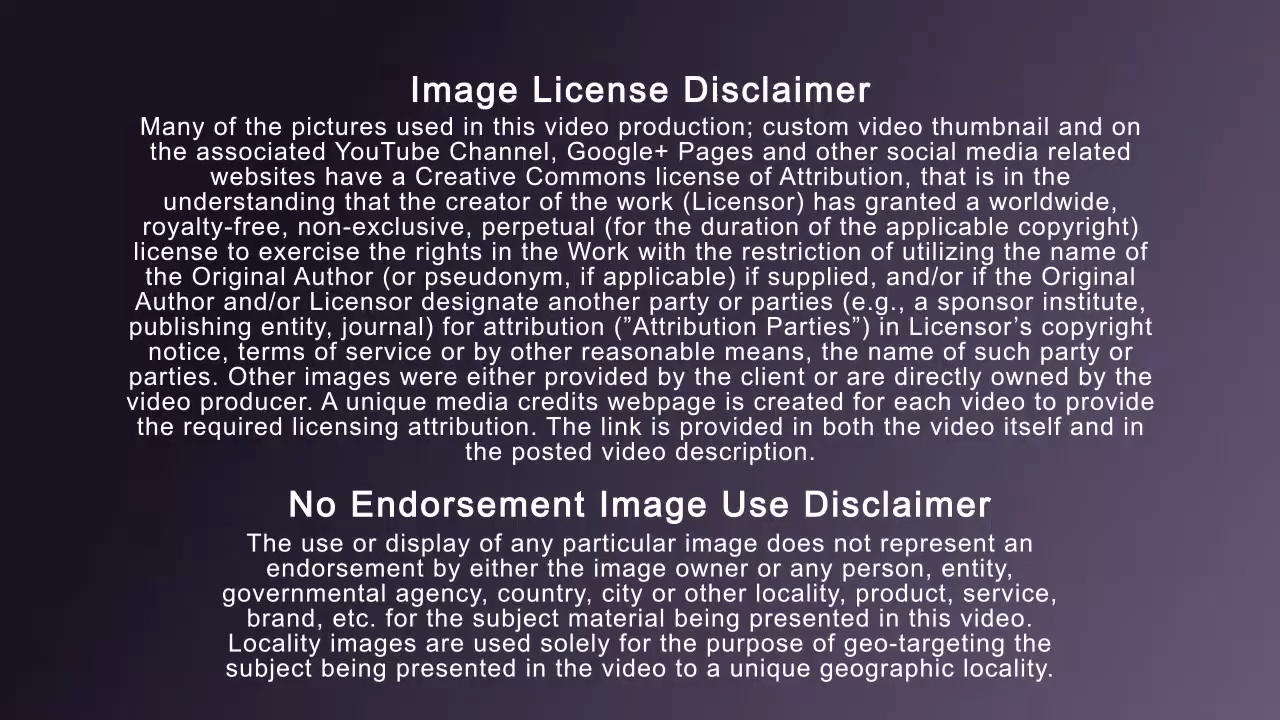 Image License Disclaimer
Many of the pictures used in this video production; custom video thumbnail and on
the associated YouTube Channel, Google+ Pages and other social media related
websites have a Creative Commons license of Attribution, that is in the
understanding that the creator of the work (Licensor) has granted a worldwide,
royalty-free, non-exclusive, perpetual (for the duration of the applicable copyright)
license to exercise the rights in the Work with the restriction of utilizing the name of
the Original Author (or pseudonym, if applicable) if supplied, and/or if the Original
Author and/or Licensor designate another party or parties (e.g., a sponsor institute,
publishing entity, journal) for attribution (”Attribution Parties”) in Licensor’s copyright
notice, terms of service or by other reasonable means, the name of such party or
parties. Other images were either provided by the client or are directly owned by the
video producer. A unique media credits webpage is created for each video to provide
the required licensing attribution. The link is provided in both the video itself and in
the posted video description.
No Endorsement Image Use Disclaimer
The use or display of any particular image does not represent an
endorsement by either the image owner or any person, entity,
governmental agency, country, city or other locality, product, service,
brand, etc. for the subject material being presented in this video.
Locality images are used solely for the purpose of geo-targeting the
subject being presented in the video to a unique geographic locality.